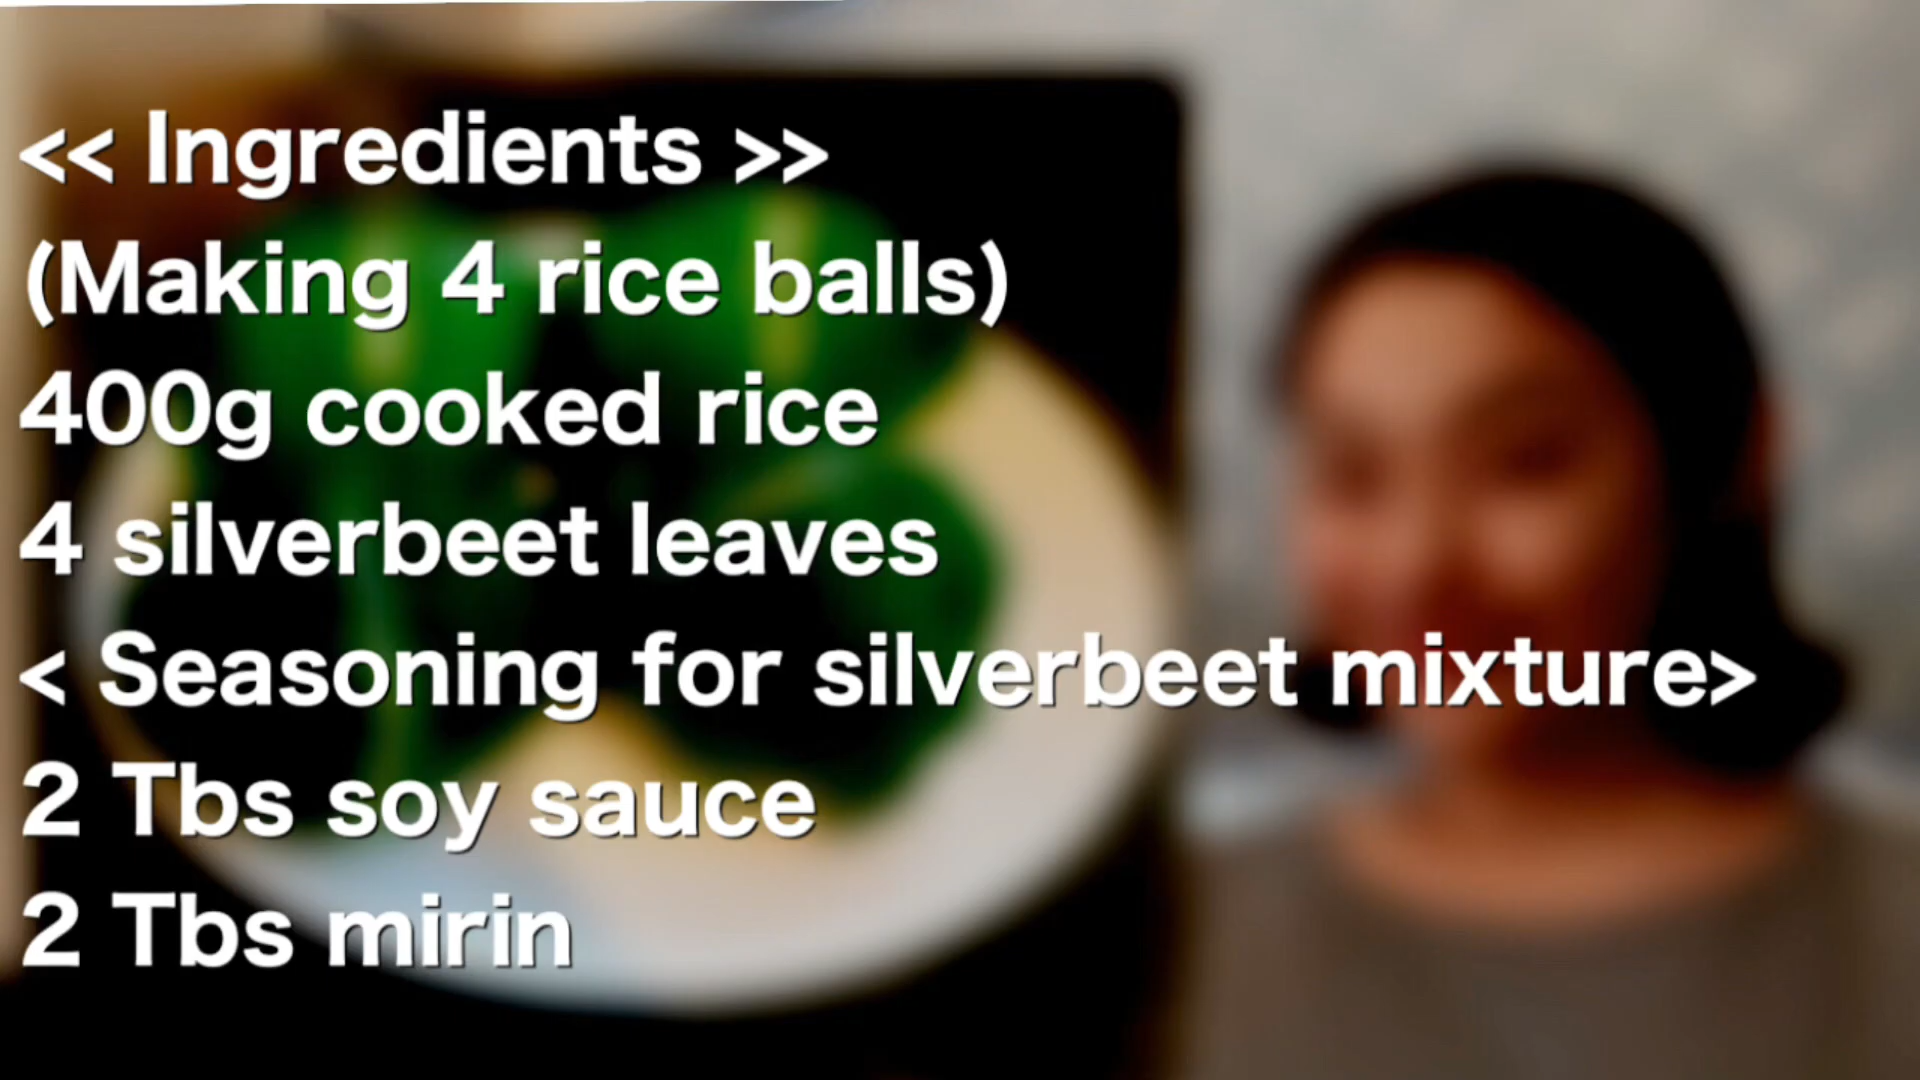 << Ingredients >>
(Making 4 rice balls)
400g cooked rice
4 silverbeet leaves
< Seasoning for silverbeet mixture>
2 Tbs soy sauce
2 Tbs mirin